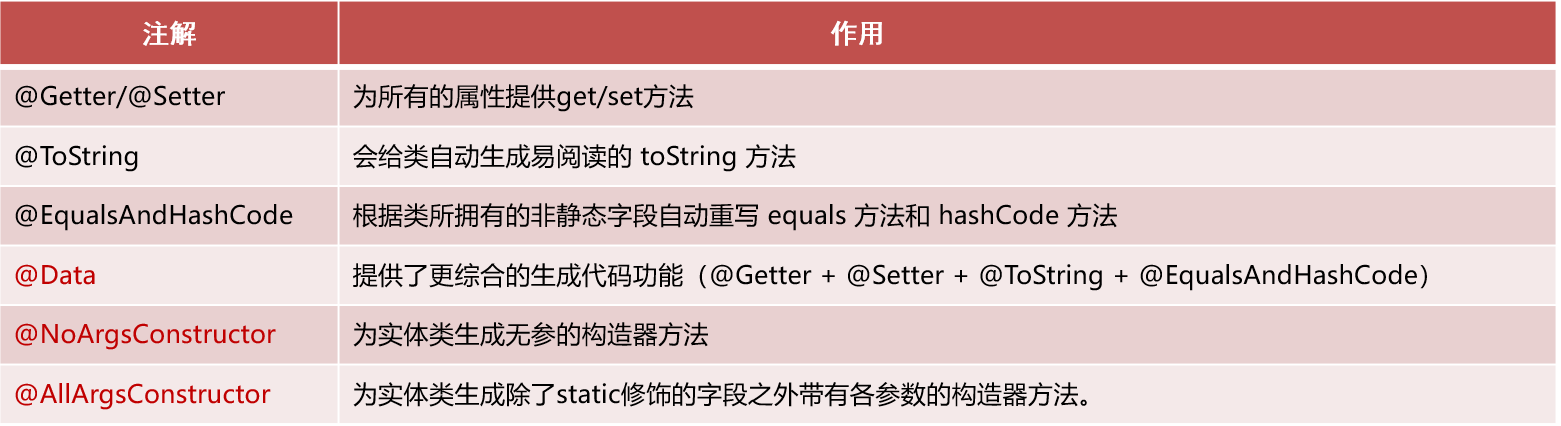 注解 作用
@Getter/@Setter 为所有的属性提供get/set方法
@ToString 会给类自动生成易阅读的 toString 方法
@EqualsAndHashCode 根据类所拥有的非静态字段自动重写 equals 方法和 hashCode 方法
@Data 提供了更综合的生成代码功能（@Getter + @Setter + @ToString + @EqualsAndHashCode）
@NoArgsConstructor 为实体类生成无参的构造器方法
@AllArgsConstructor 为实体类生成除了static修饰的字段之外带有各参数的构造器方法。